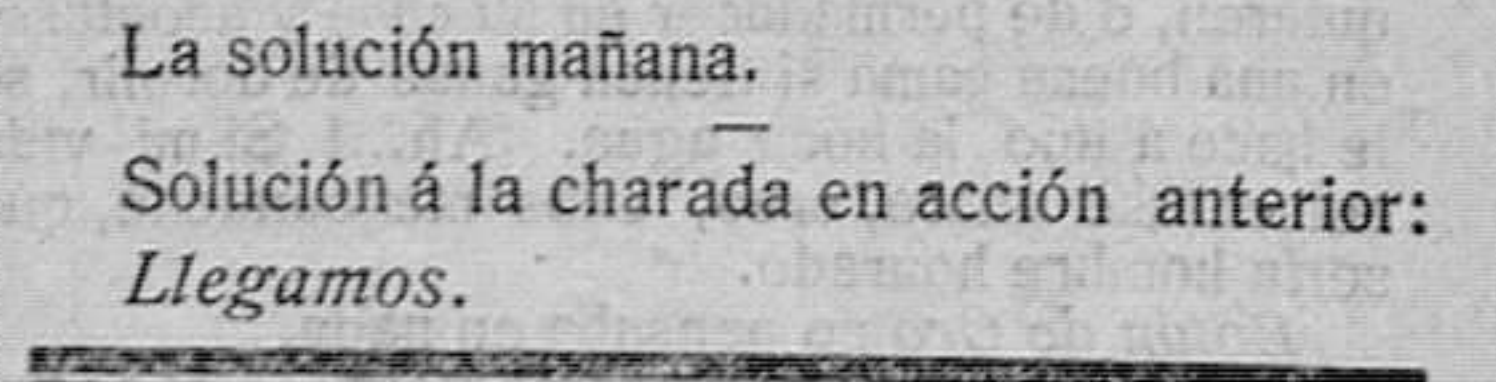 La solución mañana.
—
Solución á la charada en acción anterior:
Llegamos.